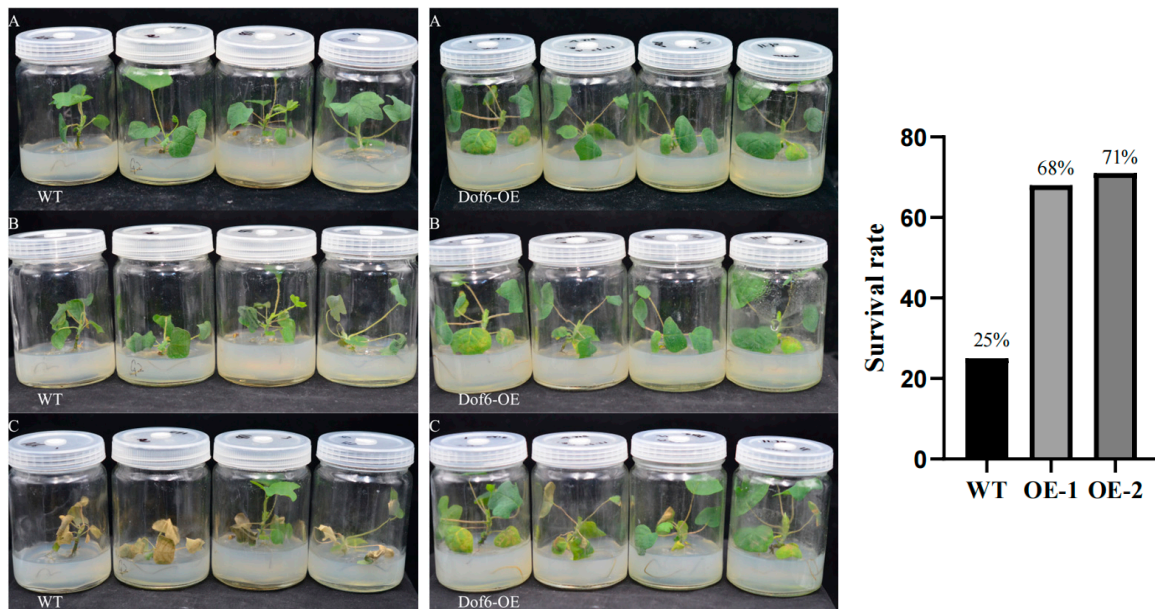 A
WT
A
Dof6-OE
B
WT
B
Dof6-OE
C
WT
C
Dof6-OE
Survival rate
80
60
40
20
0
25%
68%
71%
WT
OE-1
OE-2